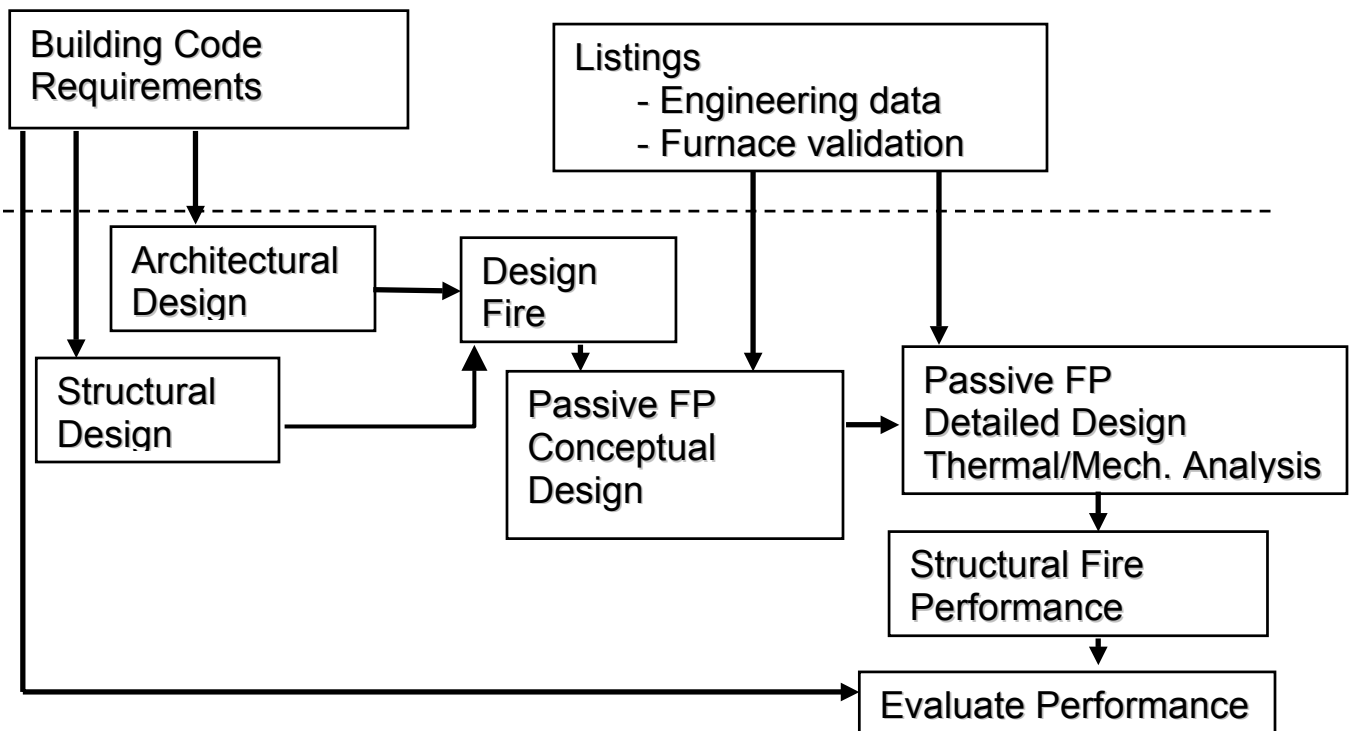 Building Code
Requirements
Listings
- Engineering data
- Furnace validation
Architectural
Design
Design
Fire
Structural
Design
Passive FP
Conceptual
Design
Passive FP
Detailed Design
Thermal/Mech. Analysis
Structural Fire
Performance
Evaluate Performance